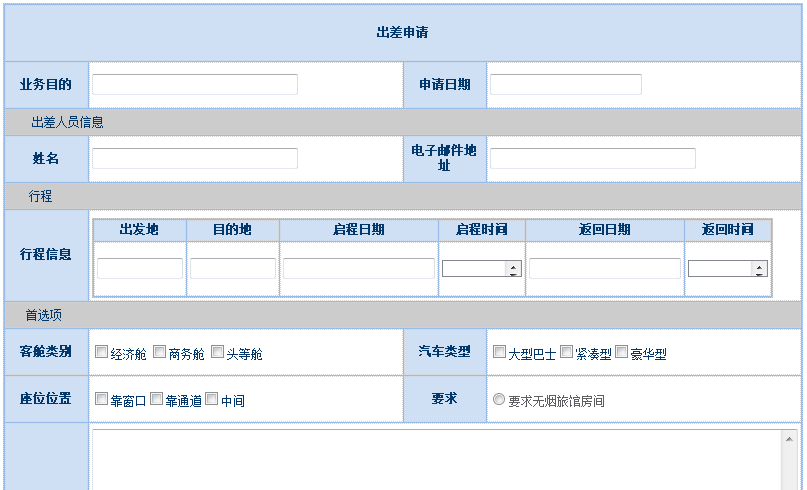 出差申请
业务目的 申请日期
出差人员信息
姓名 电子邮件地
址
行程
出发地 目的地 启程日期 启程时间 返回日期 返回时间
行程信息
首选项
客舱类别 经济舱 商务舱 头等舱 汽车类型 大型巴士 紧凑型 豪华型
座位位置 靠窗口 靠通道 中间 要求 要求无烟旅馆房间